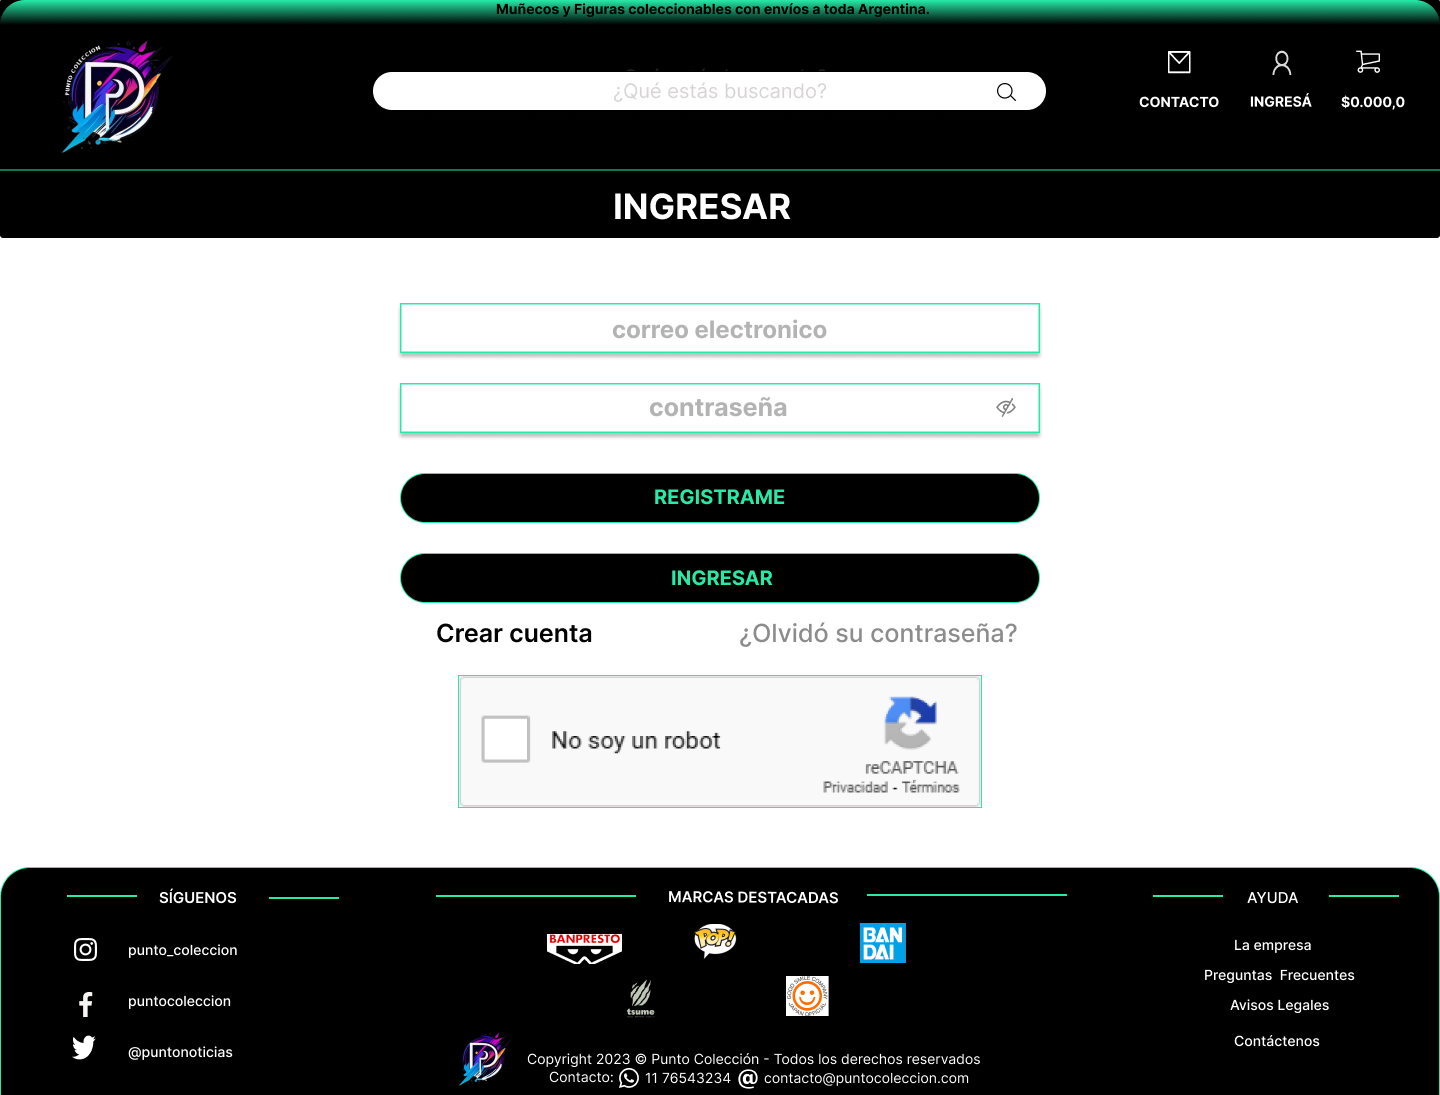 Muñecos y Figuras coleccionables con envíos a toda Argentina.
PUNTO COLECCION
¿Qué estás buscando?
CONTACTO
INGRESÁ
$0.000,0
INGRESAR
correo electronico
contraseña
REGISTRAME
INGRESAR
Crear cuenta
¿Olvidó su contraseña?
No soy un robot
reCAPTCHA
Privacidad - Términos
SÍGUENOS
punto_coleccion
puntocoleccion
@puntonoticias
MARCAS DESTACADAS
BANPRESTO
POP!
BAN
DAI
tsume
GOOD SMILE COMPANY
JAPAN OFFICIAL
Copyright 2023 © Punto Colección - Todos los derechos reservados
Contacto: 11 76543234 @ contacto@puntocoleccion.com
AYUDA
La empresa
Preguntas  Frecuentes
Avisos Legales
Contáctenos